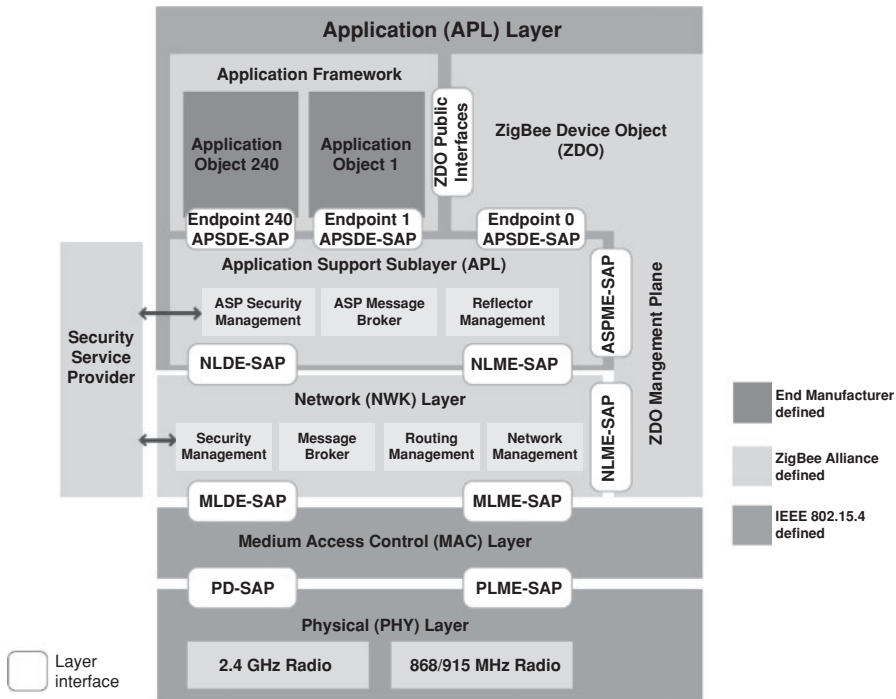 Application (APL) Layer
Application Framework
Application
Object 240
Application
Object 1
ZDO Public
Interfaces
ZigBee Device Object
(ZDO)
Endpoint 240
APSDE-SAP
Endpoint 1
APSDE-SAP
Endpoint 0
APSDE-SAP
Application Support Sublayer (APL)
ASP Security
Management
ASP Message
Broker
Reflector
Management
ASPME-SAP
Security
Service
Provider
NLDE-SAP
NLME-SAP
ZDO Mangement Plane
Network (NWK) Layer
Security
Management
Message
Broker
Routing
Management
Network
Management
NLME-SAP
MLDE-SAP
MLME-SAP
Medium Access Control (MAC) Layer
PD-SAP
PLME-SAP
Physical (PHY) Layer
2.4 GHz Radio
868/915 MHz Radio
End Manufacturer
defined
ZigBee Alliance
defined
IEEE 802.15.4
defined
Layer
interface